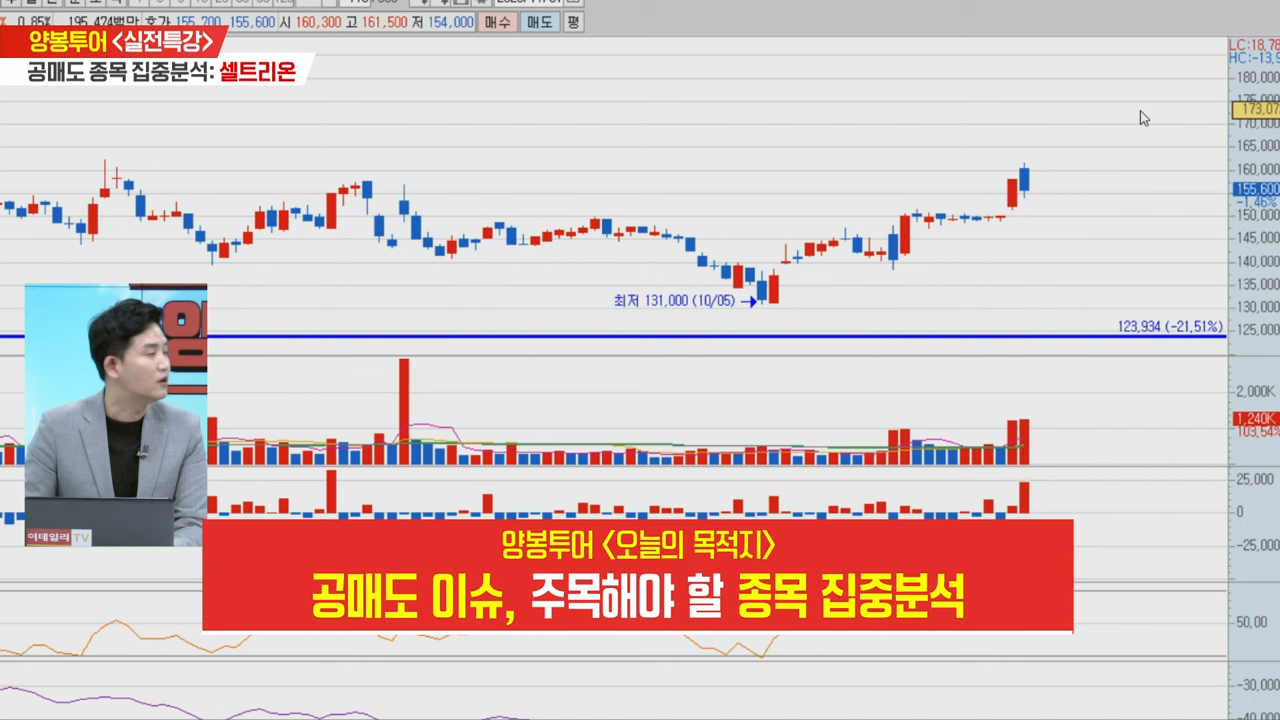 0.85% 195,474백만 호가 155,700 155,600 시 160,300 고 161,500 저 154,000 매수 매도 평
양봉투어 <실전특강>
공매도 종목 집중분석: 셀트리온
LC:18,78
HC:-13,9
180,000
175,000
173,07
170,000
165,000
160,000
155,600
-1,46%
150,000
145,000
140,000
135,000
최저 131,000 (10/05)
130,000
123,934 (-21,51%)
125,000
2,000K
1,240K
103,54%
25,000
0
-25,000
이데일리 TV
양봉투어 <오늘의 목적지>
공매도 이슈, 주목해야 할 종목 집중분석
50,00
-30,000
-40,000